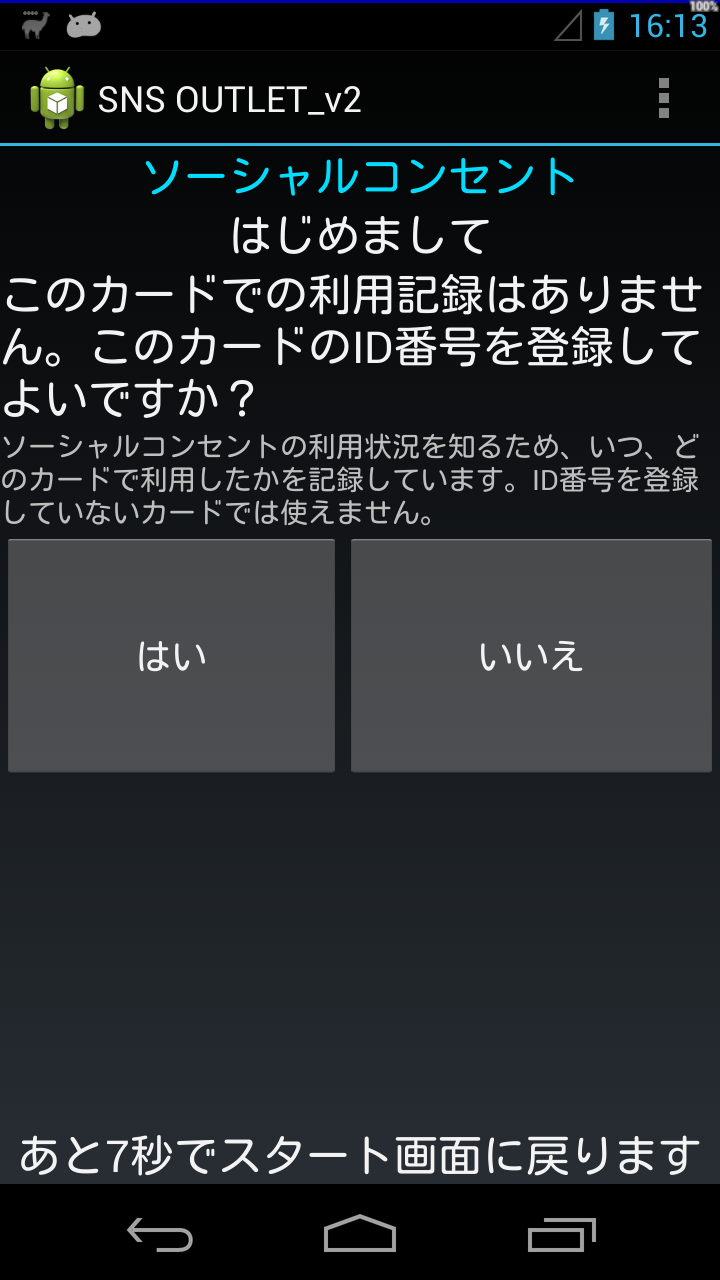 100%
16:13
SNS OUTLET_v2
ソーシャルコンセント
はじめまして
このカードでの利用記録はありませ
ん。このカードのID番号を登録して
よいですか？
ソーシャルコンセントの利用状況を知るため、いつ、ど
のカードで利用したかを記録しています。ID番号を登録
していないカードでは使えません。
はい
いいえ
あと7秒でスタート画面に戻ります